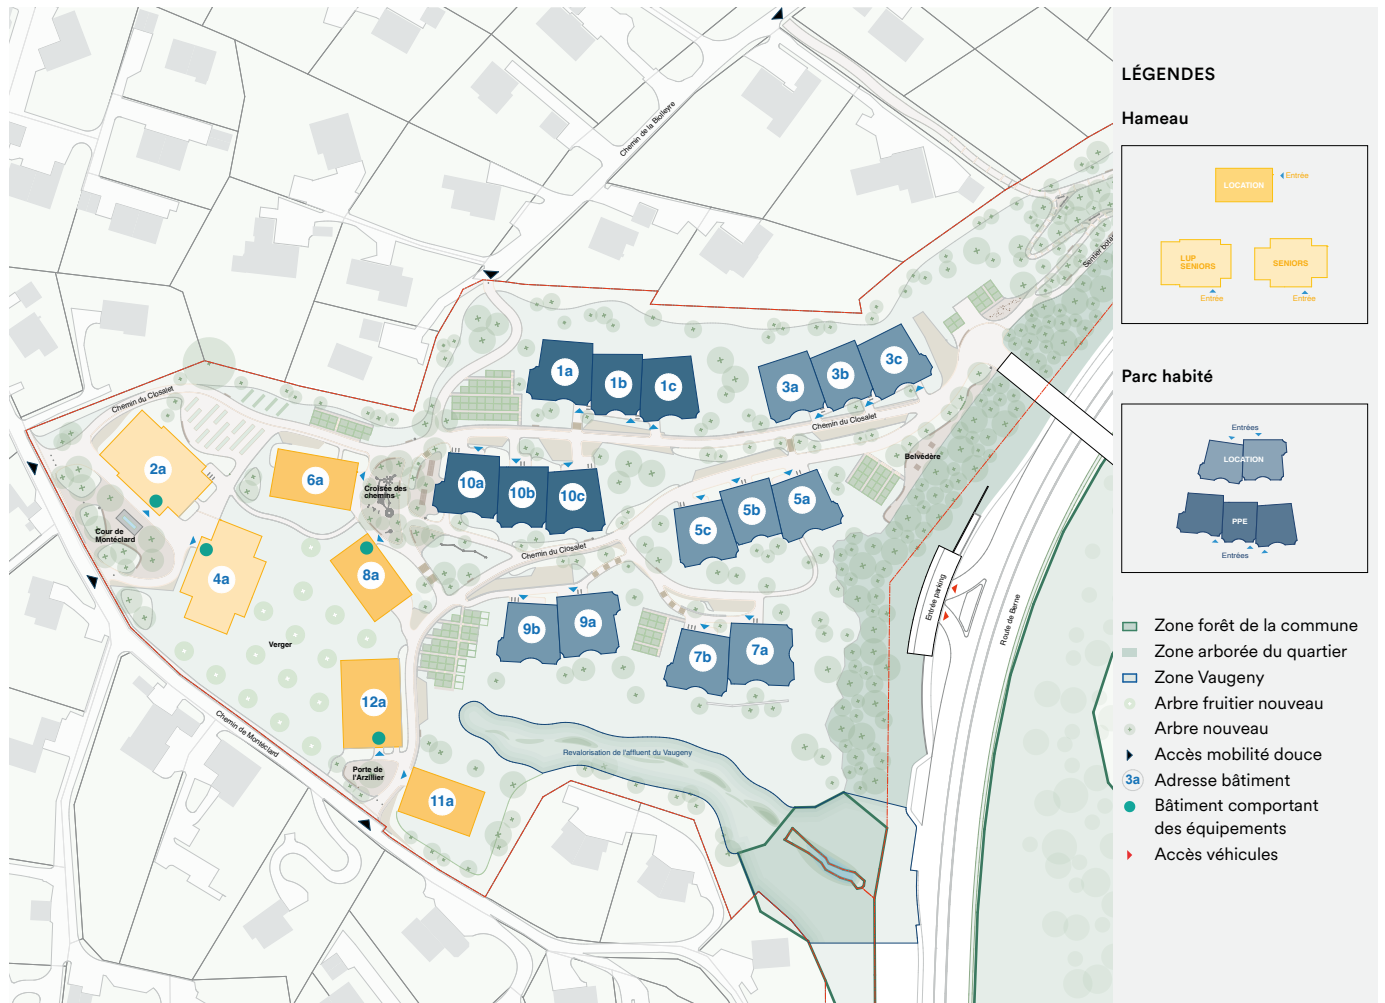 LÉGENDES
Hameau
LOCATION
Entrée
LUP
SENIORS
Entrée
SENIORS
Entrée
Parc habité
Entrées
LOCATION
PPE
Entrées
Zone forêt de la commune
Zone arborée du quartier
Zone Vaugeny
Arbre fruitier nouveau
Arbre nouveau
Accès mobilité douce
3a Adresse bâtiment
Bâtiment comportant
des équipements
Accès véhicules
Chemin de la Biolleyre
Chemin du Closalet
1a
1b
1c
3a
3b
3c
Chemin du Closalet
2a
6a
Croisée des
chemins
10a
10b
10c
5c
5b
5a
Belvédère
Cour de
Montéclard
4a
8a
Chemin du Closalet
9b
9a
7b
7a
Verger
12a
Chemin de Montéclard
Porte de
l'Arzillier
11a
Revalorisation de l'affluent du Vaugeny
Entrée parking
Route de Berne